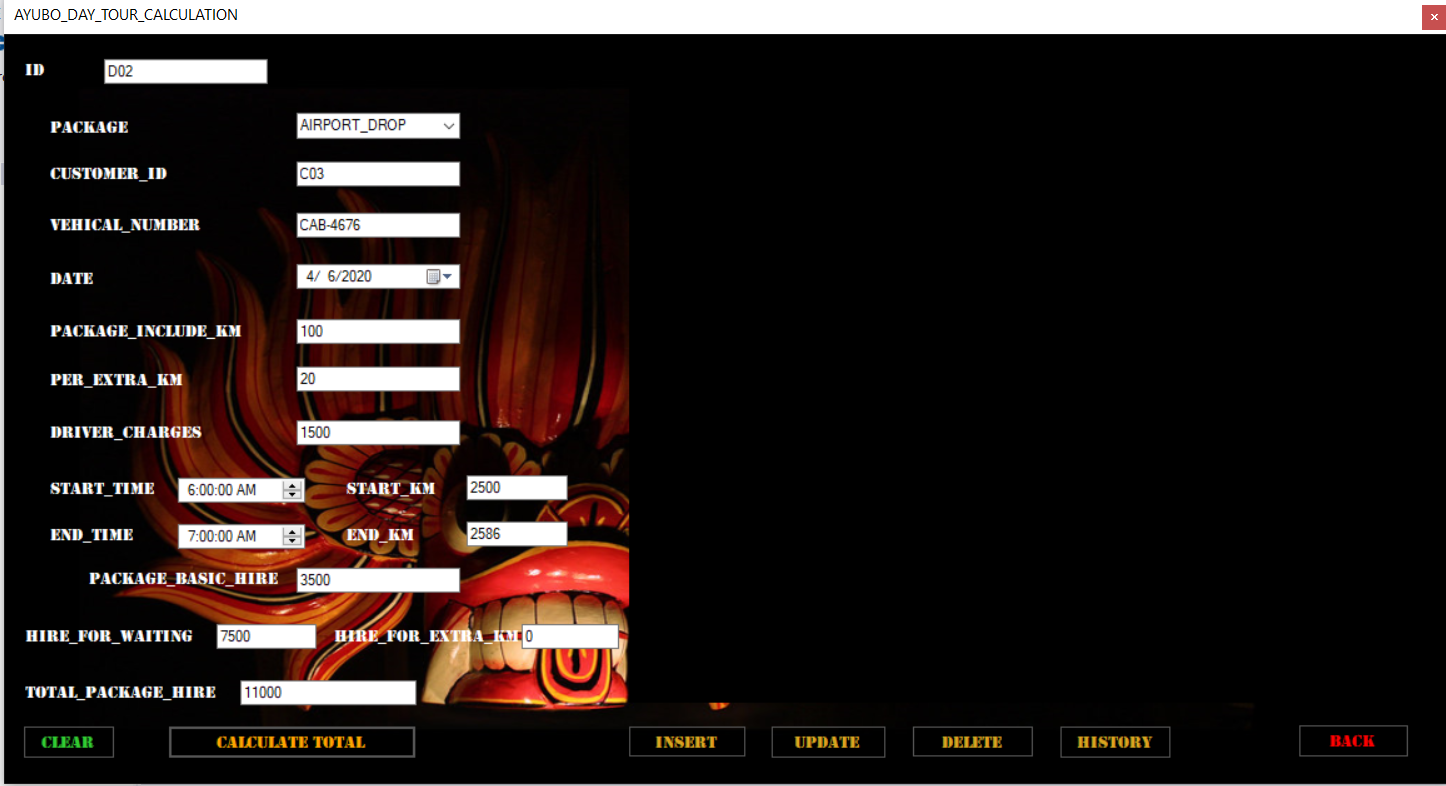 AYUBO_DAY_TOUR_CALCULATION
ID D02
PACKAGE AIRPORT_DROP
CUSTOMER_ID C03
VEHICAL_NUMBER CAB-4676
DATE 4/ 6/2020
PACKAGE_INCLUDE_KM 100
PER_EXTRA_KM 20
DRIVER_CHARGES 1500
START_TIME 6:00:00 AM START_KM 2500
END_TIME 7:00:00 AM END_KM 2586
PACKAGE_BASIC_HIRE 3500
HIRE_FOR_WAITING 7500 HIRE_FOR_EXTRA_KM 0
TOTAL_PACKAGE_HIRE 11000
CLEAR CALCULATE TOTAL INSERT UPDATE DELETE HISTORY BACK